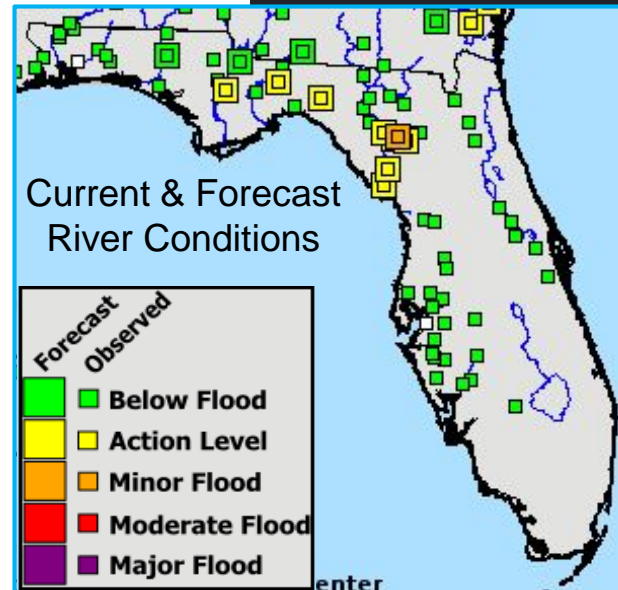 Current & Forecast
River Conditions
Forecast
Observed
Below Flood
Action Level
Minor Flood
Moderate Flood
Major Flood
enter